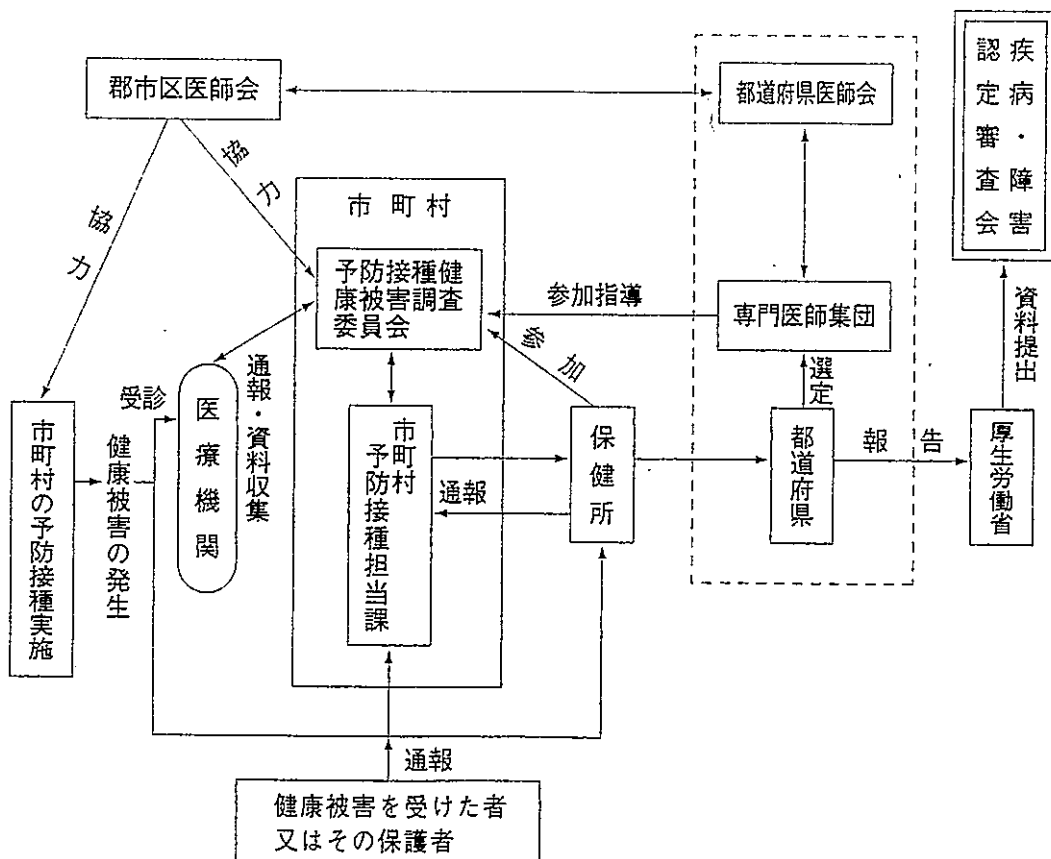 郡市区医師会
都道府県医師会
疾病・障害
認定審査会
協力
協力
市町村
予防接種健
康被害調査
委員会
参加指導
専門医師集団
資料提出
参加
選定
通報・資料収集
受診
医療機関
市町村の予防接種実施
健康被害の発生
市町村
予防接種担当課
通報
保健所
都道府県
報告
厚生労働省
通報
健康被害を受けた者
又はその保護者